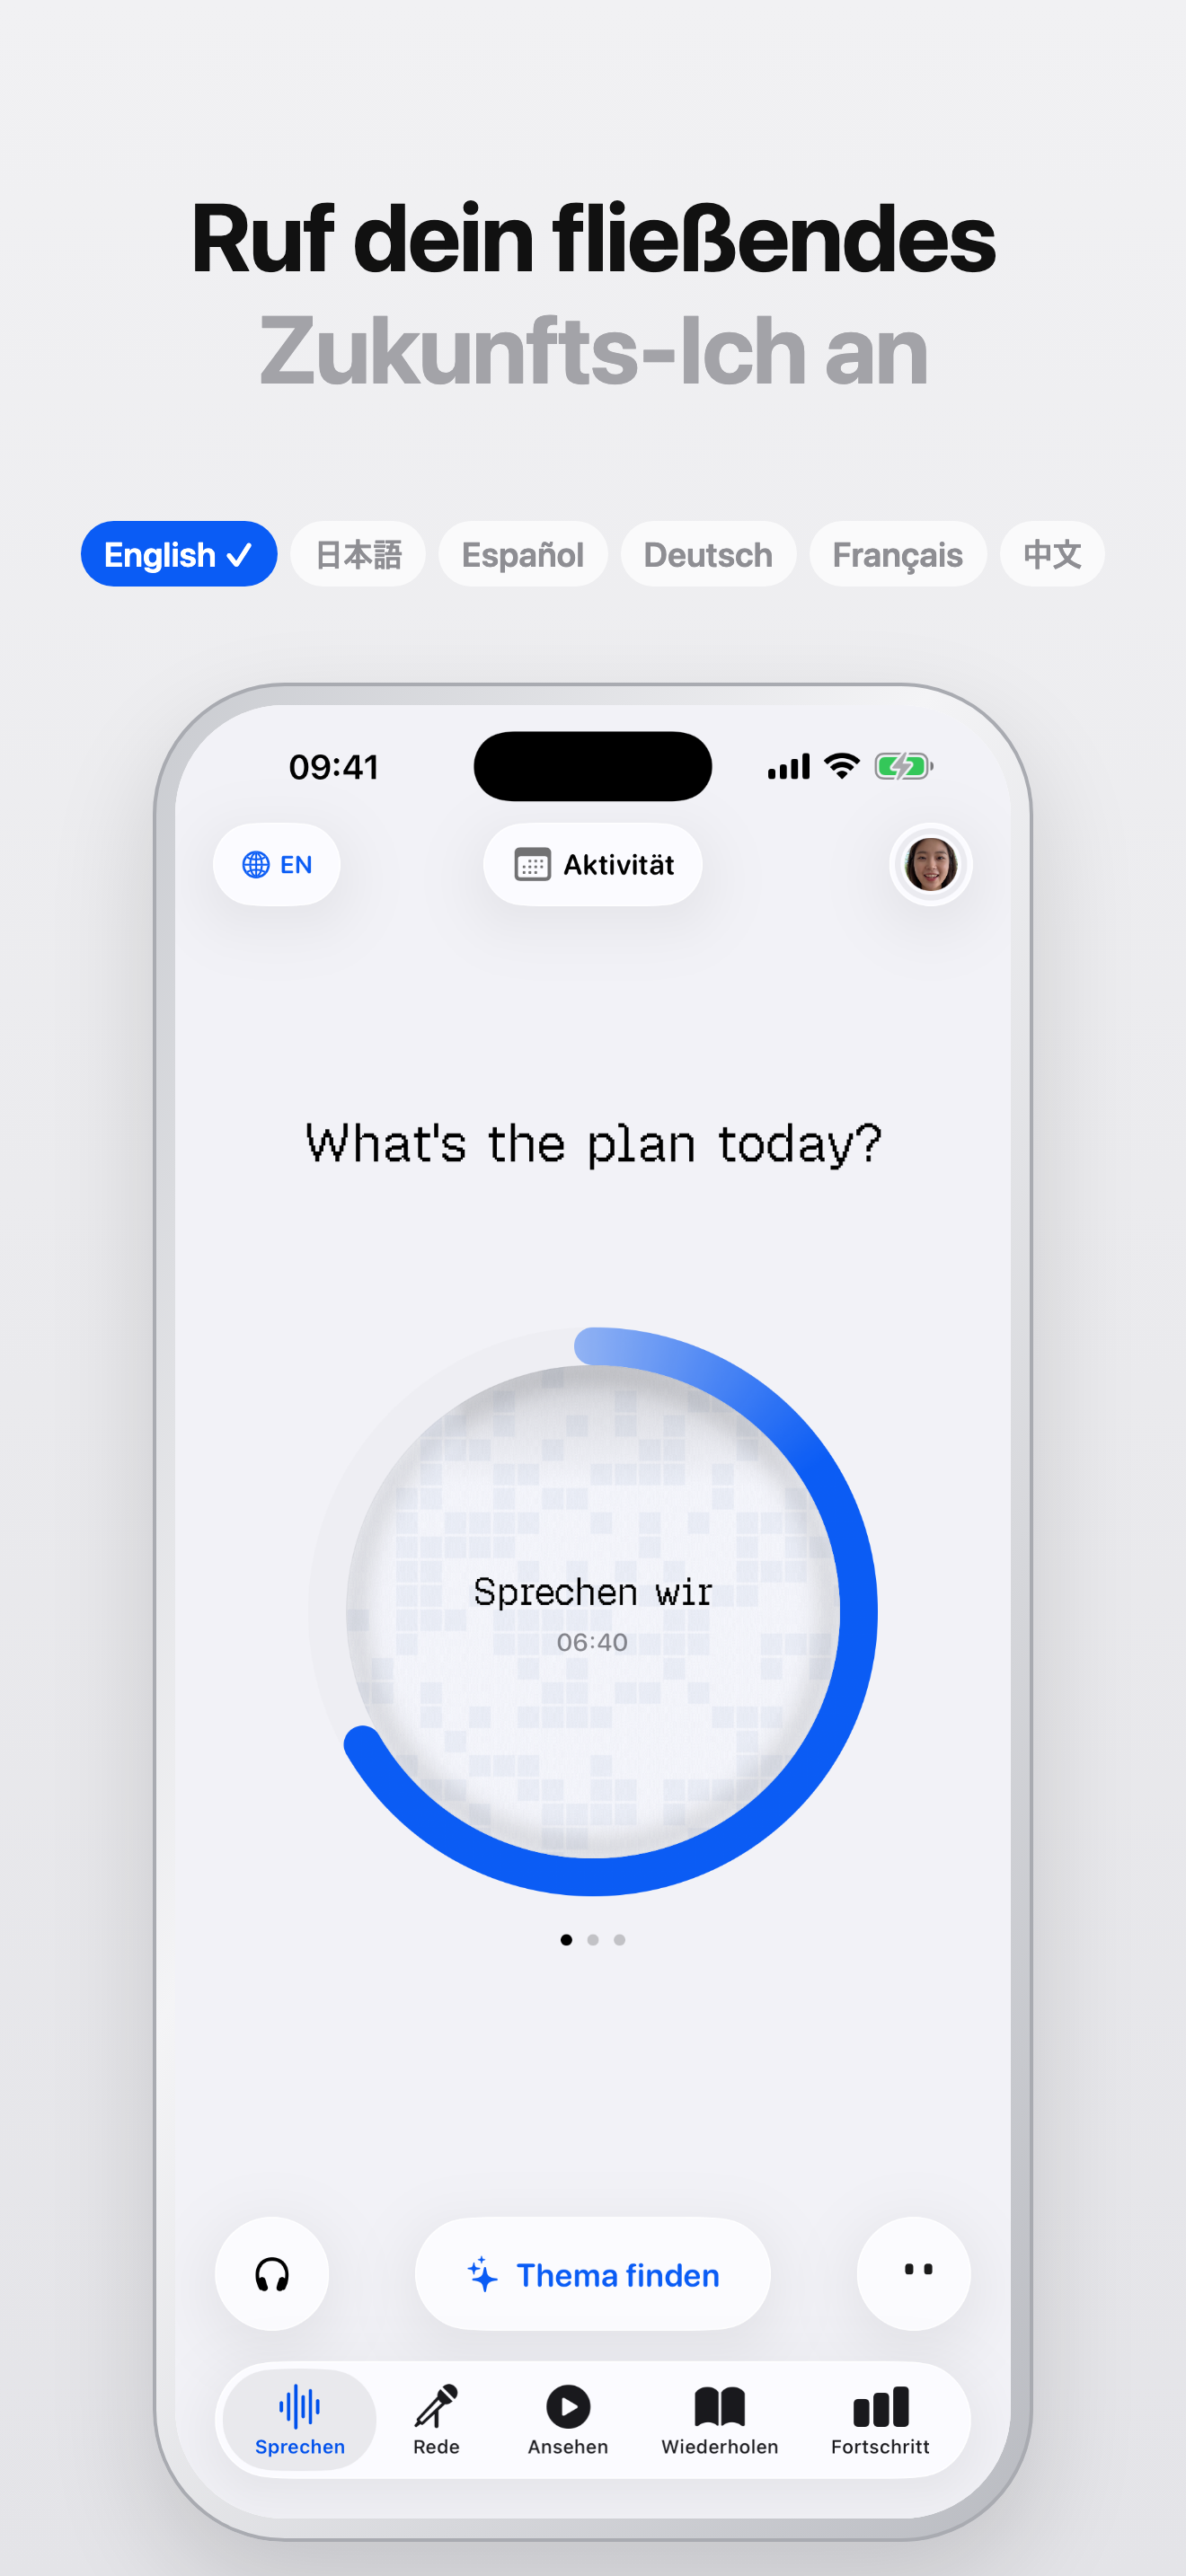 Ruf dein fließendes
Zukunfts-Ich an
English ✓ 日本語 Español Deutsch Français 中文
09:41
EN Aktivität
What's the plan today?
Sprechen wir
06:40
Thema finden
Sprechen Rede Ansehen Wiederholen Fortschritt